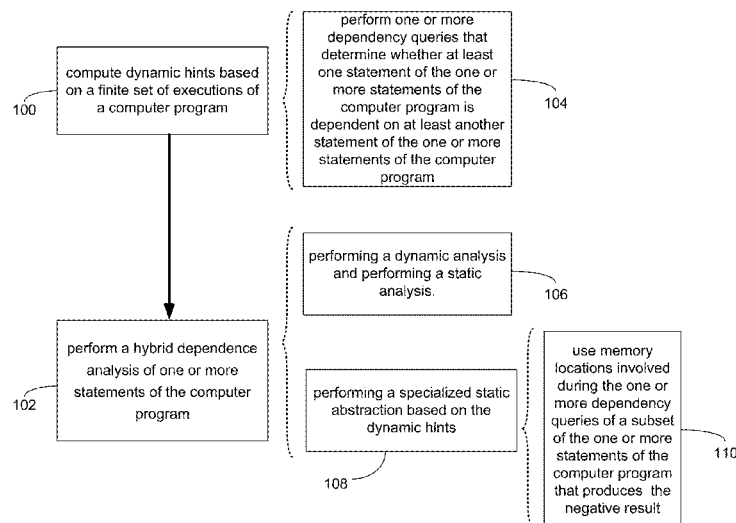 compute dynamic hints based
on a finite set of executions of
a computer program
100
perform one or more
dependency queries that
determine whether at least
one statement of the one or
more statements of the
computer program is
dependent on at least another
statement of the one or more
statements of the computer
program
104
performing a dynamic analysis
and performing a static
analysis.
106
perform a hybrid dependence
analysis of one or more
statements of the computer
program
102
performing a specialized static
abstraction based on the
dynamic hints
108
use memory
locations involved
during the one or
more dependency
queries of a subset
of the one or more
statements of the
computer program
that produces the
negative result
110